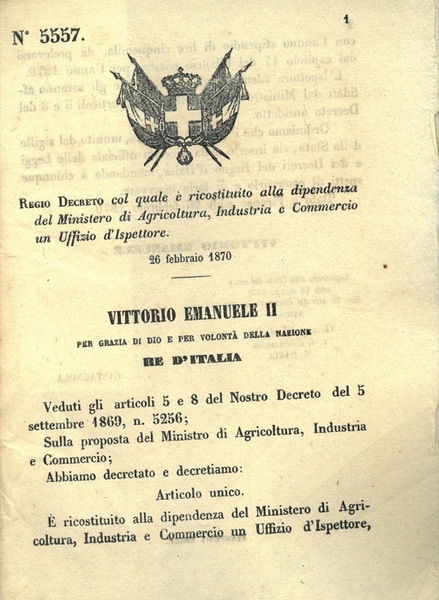 1
N° 5557.
REGIO DECRETO col quale è ricostituito alla dipendenza
del Ministero di Agricoltura, Industria e Commercio
un Uffizio d'Ispettore.
26 febbraio 1870
VITTORIO EMANUELE II
PER GRAZIA DI DIO E PER VOLONTÀ DELLA NAZIONE
RE D'ITALIA
Veduti gli articoli 5 e 8 del Nostro Decreto del 5
settembre 1869, n. 5256;
Sulla proposta del Ministro di Agricoltura, Industria
e Commercio;
Abbiamo decretato e decretiamo:
Articolo unico.
È ricostituito alla dipendenza del Ministero di Agri-
coltura, Industria e Commercio un Uffizio d'Ispettore,